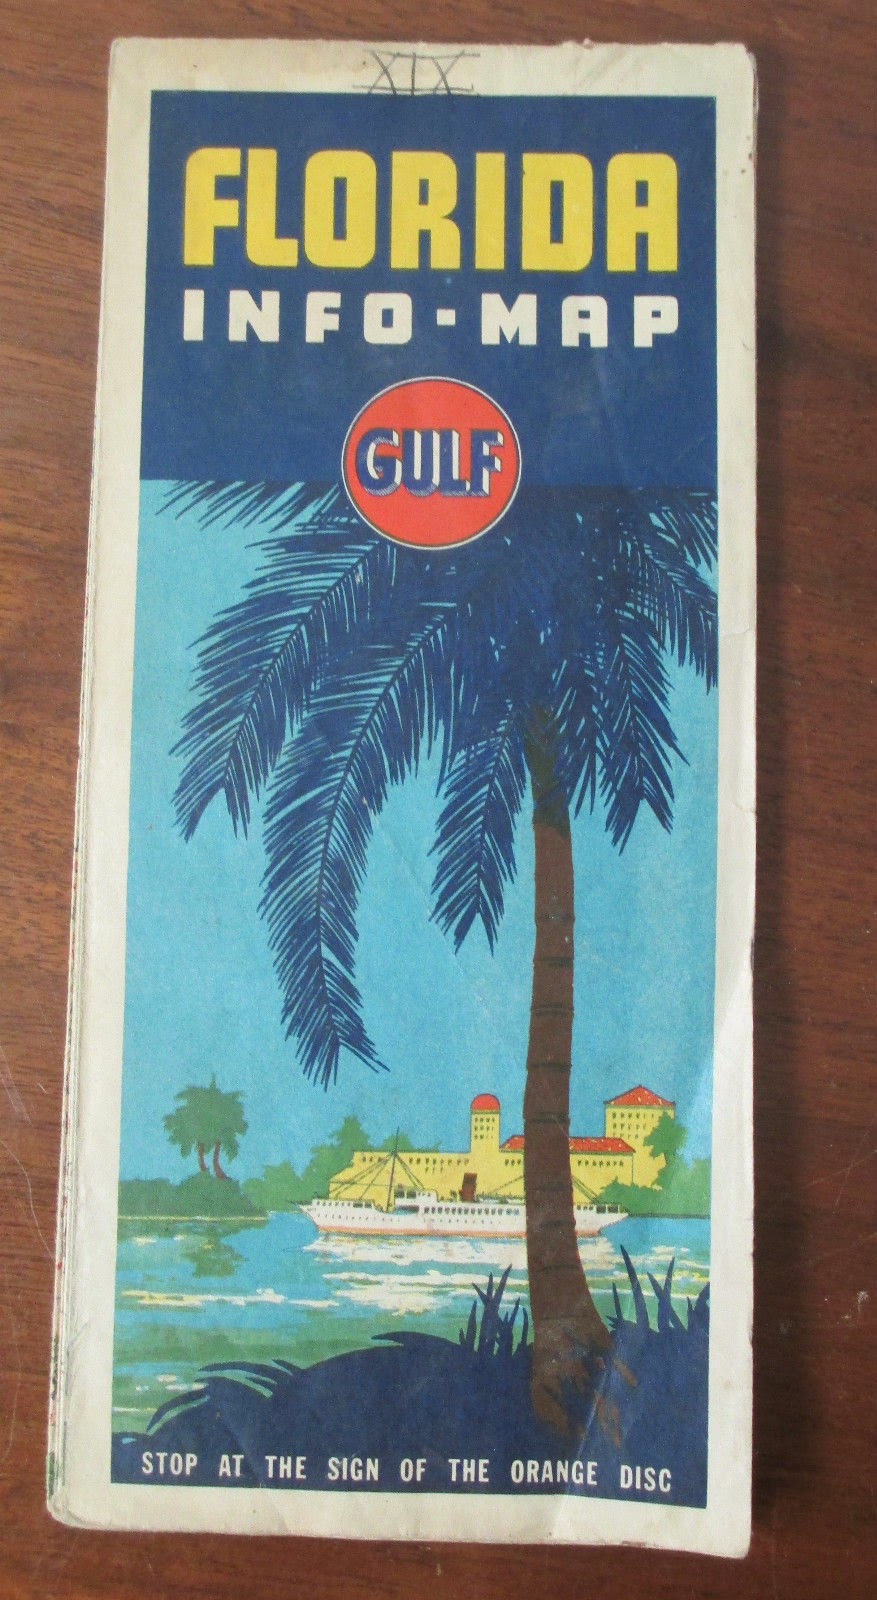 XIX
FLORIDA
INFO-MAP
GULF
STOP AT THE SIGN OF THE ORANGE DISC